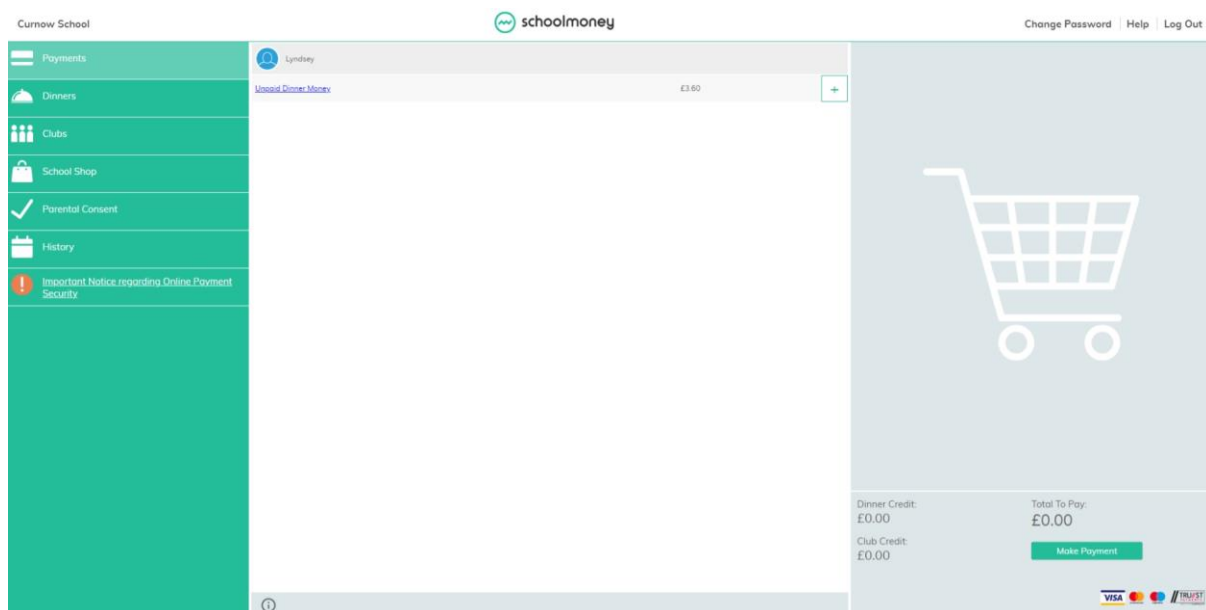 Curnow School
schoolmoney
Change Password Help Log Out
Payments
Dinners
Clubs
School Shop
Parental Consent
History
Important Notice regarding Online Payment
Security
Lyndsey
Unpaid Dinner Money £3.60 +
Dinner Credit:
£0.00
Club Credit:
£0.00
Total To Pay:
£0.00
Make Payment
VISA
TRUST